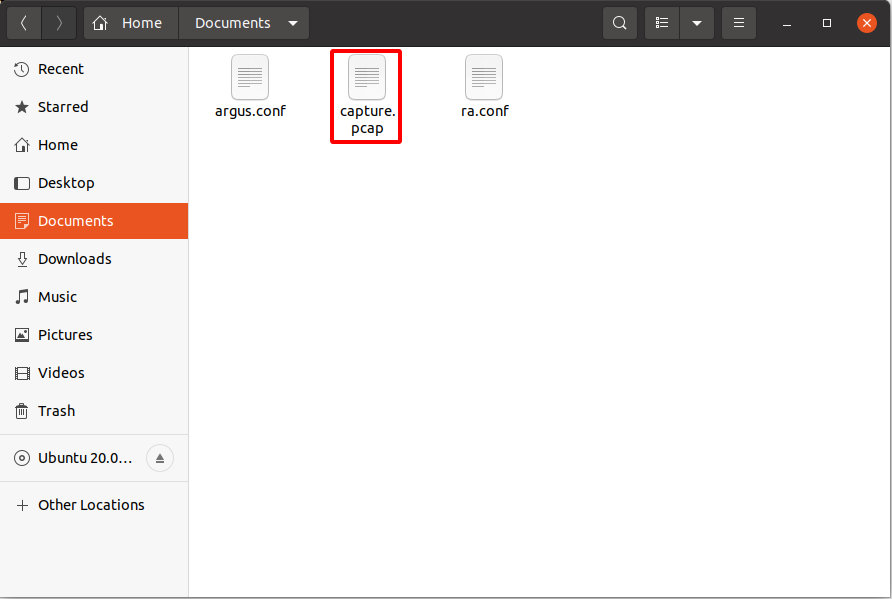 Home
Documents
Recent
Starred
Home
Desktop
Documents
Downloads
Music
Pictures
Videos
Trash
Ubuntu 20.0...
Other Locations
argus.conf
capture.
pcap
ra.conf